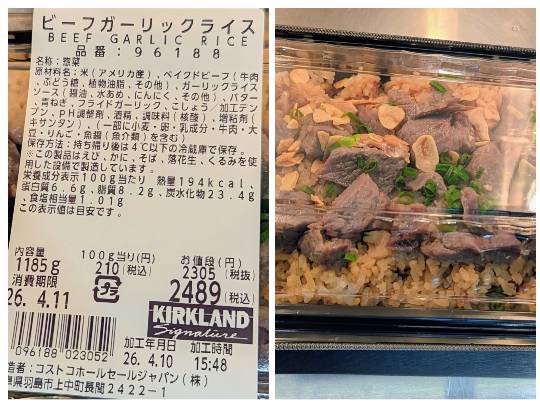 ビーフガーリックライス
BEEF GARLIC RICE
品番：96188
名称：惣菜
原材料名：米（アメリカ産）、ベイクドビーフ（牛肉
、ぶどう糖、植物油脂、その他）、ガーリックライス
ソース（醤油、水あめ、にんにく、その他）、バター
、青ねぎ、フライドガーリック、こしょう／加工デン
プン、pH調整剤、酒精、調味料（核酸）、増粘剤（
キサンタン）、（一部に小麦・卵・乳成分・牛肉・大
豆・りんご・魚醤（魚介類）を含む）
保存方法：持ち帰り後は4℃以下の冷蔵庫で保存。
※この製品はえび、かに、そば、落花生、くるみを使
用した設備で製造しています。
栄養成分表示100g当たり 熱量194kcal、
蛋白質6.6g、脂質8.2g、炭水化物23.4g
、食塩相当量1.01g
この表示値は目安です。
内容量 100g当り(円) お値段(円)
1185g 210(税込) 2305(税抜)
消費期限 2489(税込)
26. 4.11
KIRKLAND
Signature
加工年月日 加工時間
26. 4.10 15:48
096188 023052
造者：コストコホールセールジャパン（株）
県羽島市上中町長間2422-1